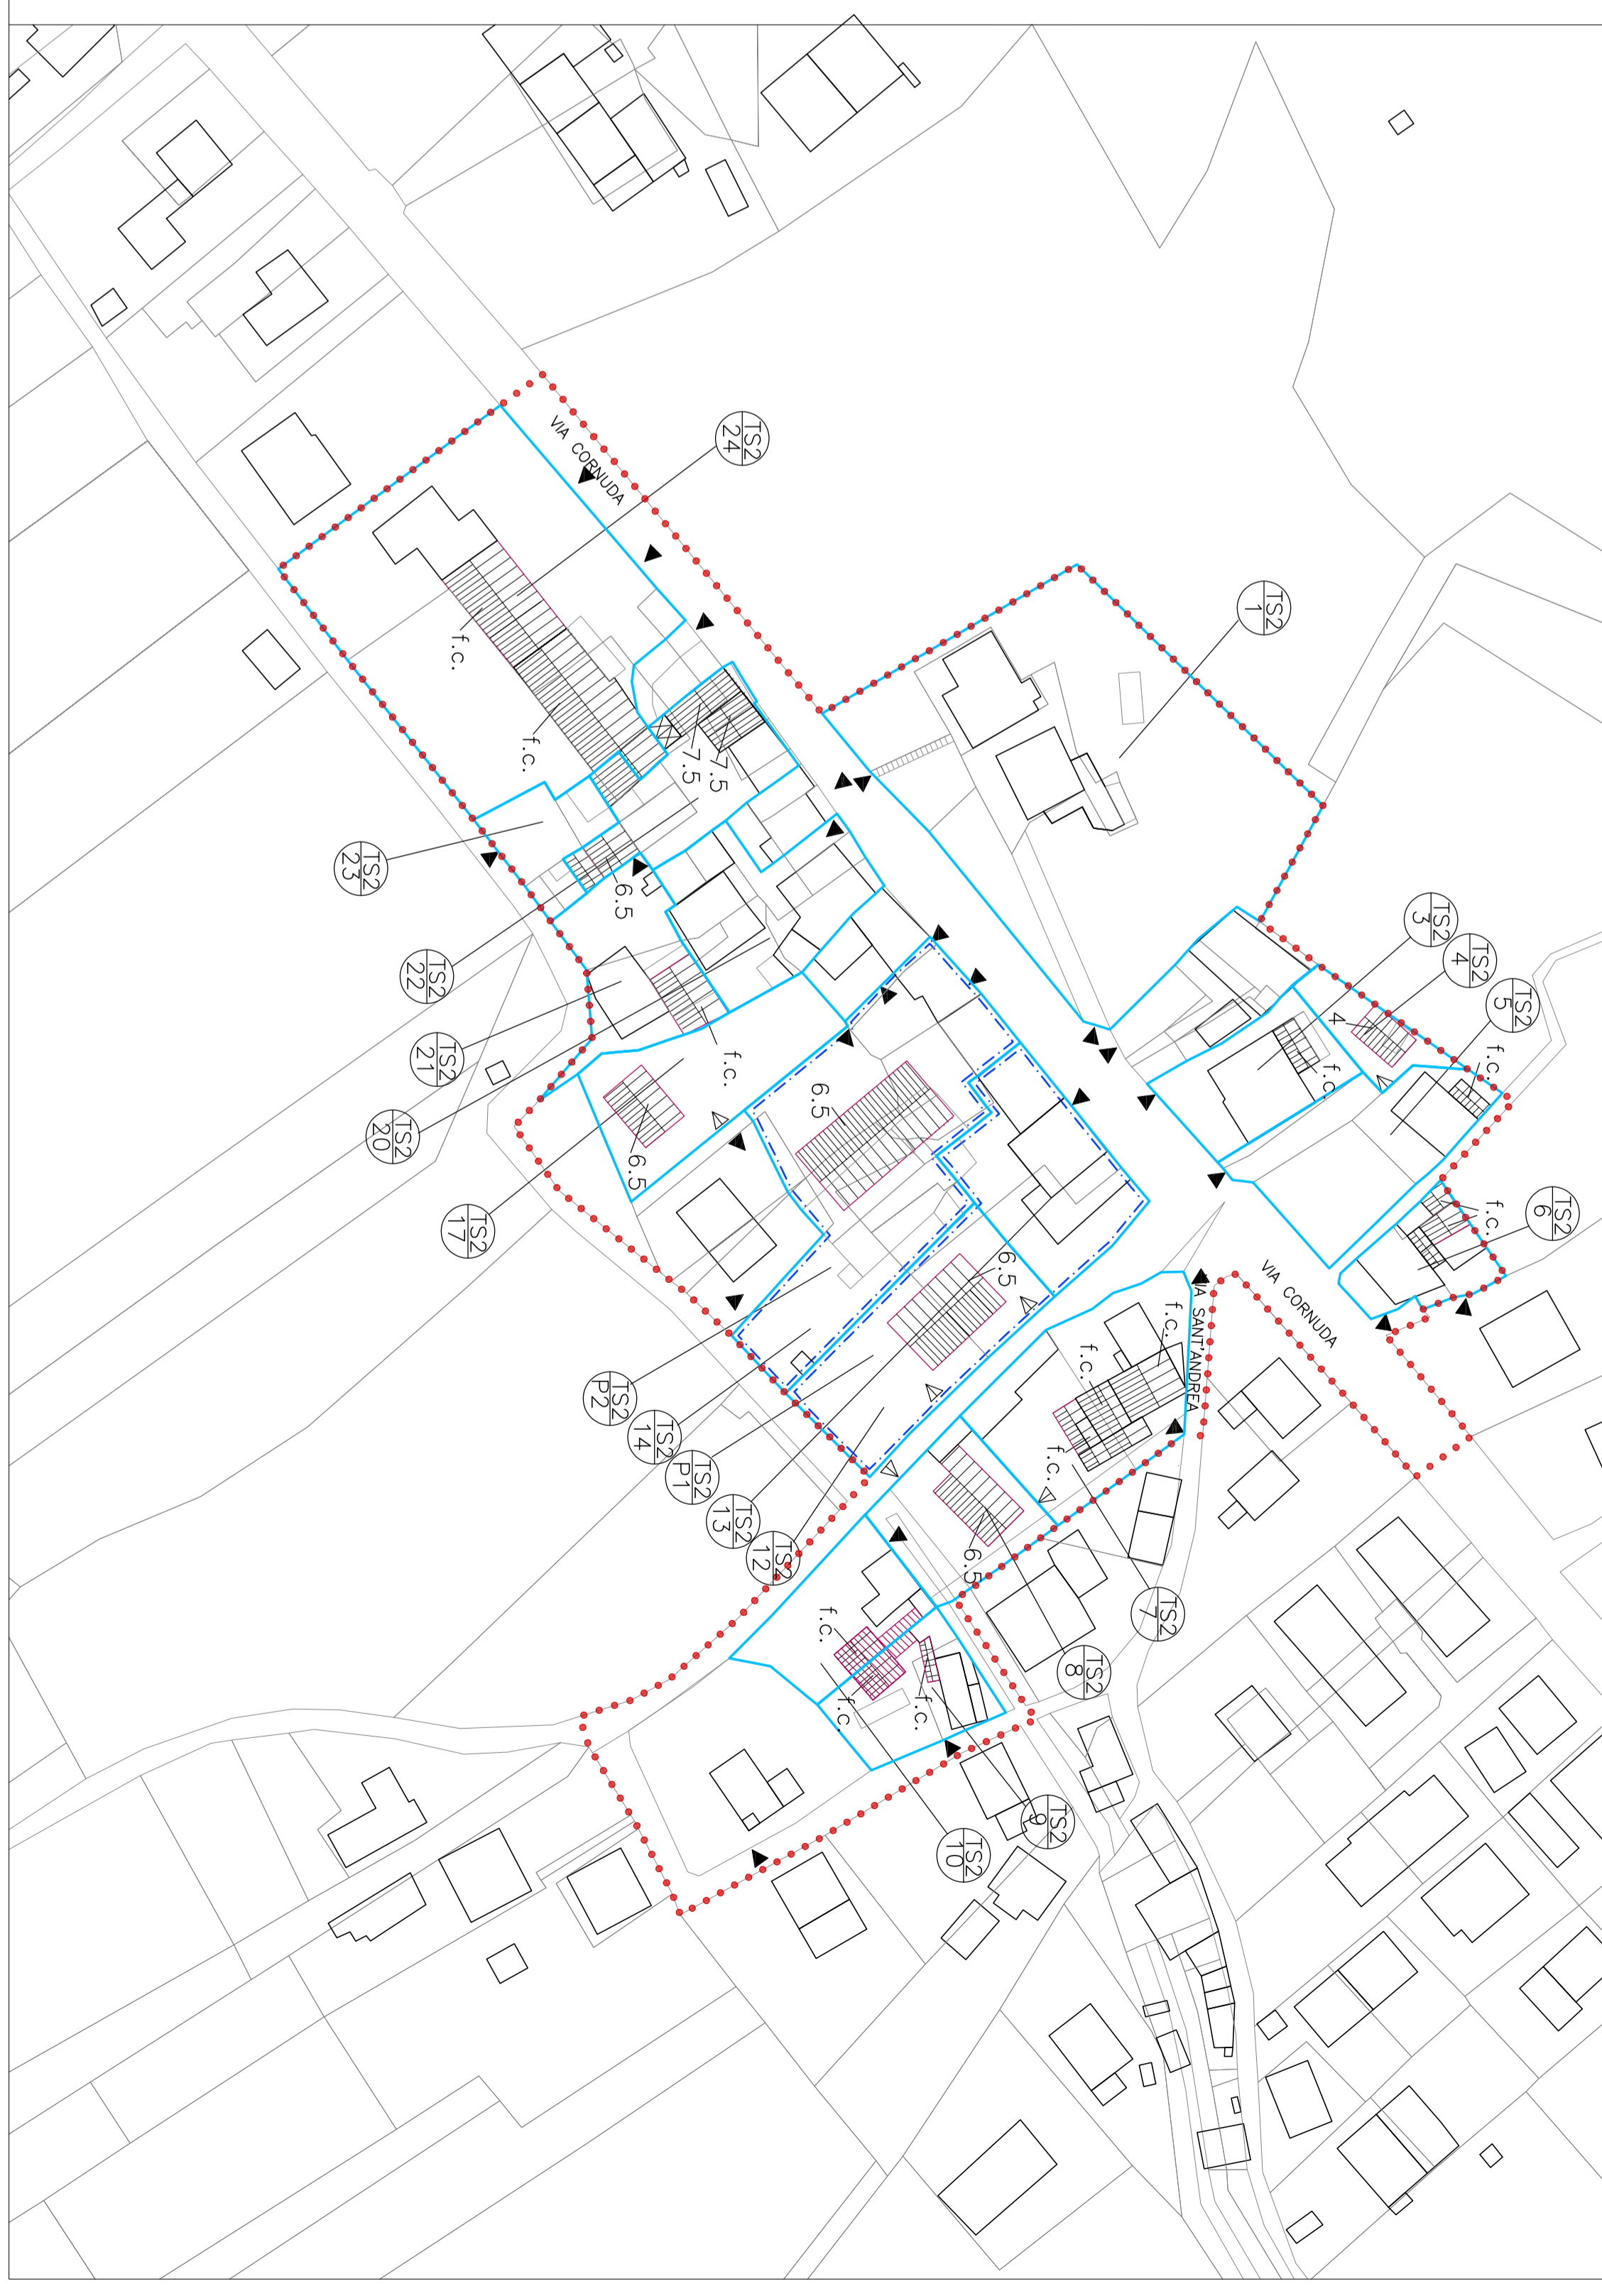 VIA CORNUDA
TS2
24
TS2
1
f.c.
f.c.
7.5
7.5
TS2
23
6.5
TS2
22
TS2
21
TS2
20
f.c.
TS2
17
6.5
6.5
TS2
3
TS2
4
TS2
5
4
f.c.
f.c.
TS2
6
f.c.
VIA CORNUDA
VIA SANT'ANDREA
6.5
f.c.
f.c.
f.c.
6.5
TS2
P2
TS2
14
TS2
P1
TS2
13
TS2
12
TS2
7
TS2
8
f.c.
f.c.
f.c.
TS2
9
TS2
10